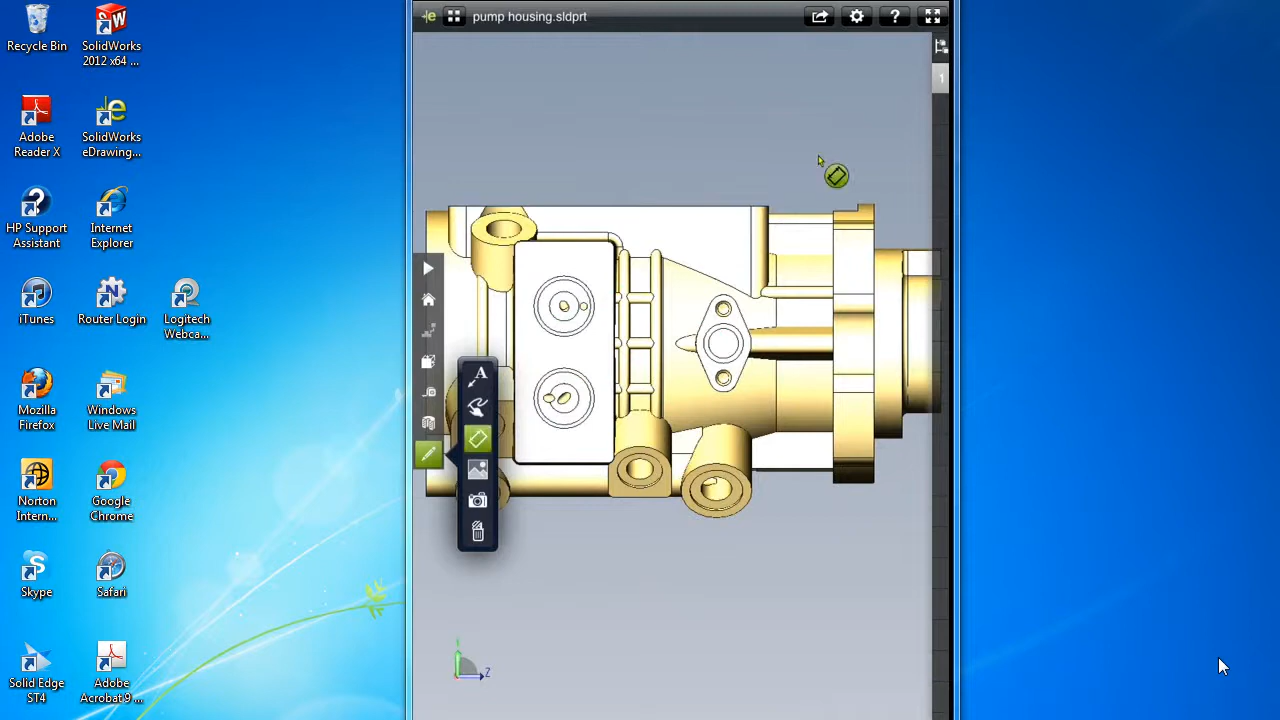 e
pump housing.sldprt
?
1
Recycle Bin
SolidWorks
2012 x64 ...
Adobe
Reader X
SolidWorks
eDrawing...
HP Support
Assistant
Internet
Explorer
iTunes
Router Login
Logitech
Webca...
Mozilla
Firefox
Windows
Live Mail
Norton
Intern...
Google
Chrome
Skype
Safari
Solid Edge
ST4
Adobe
Acrobat 9 ...
A
Y
Z